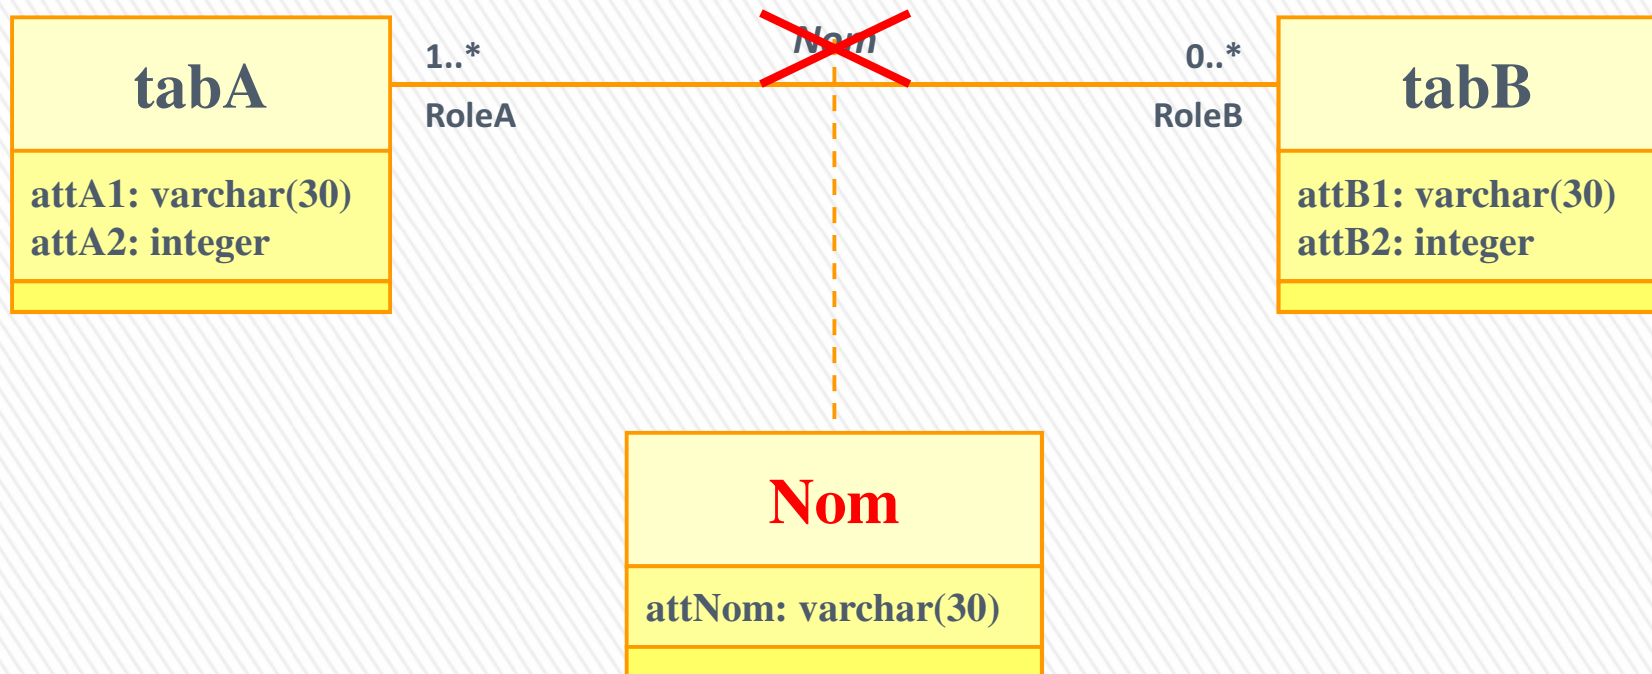 tabA
1..*
RoleA
Nom
0..*
RoleB
tabB
attA1: varchar(30)
attA2: integer
attB1: varchar(30)
attB2: integer
Nom
attNom: varchar(30)